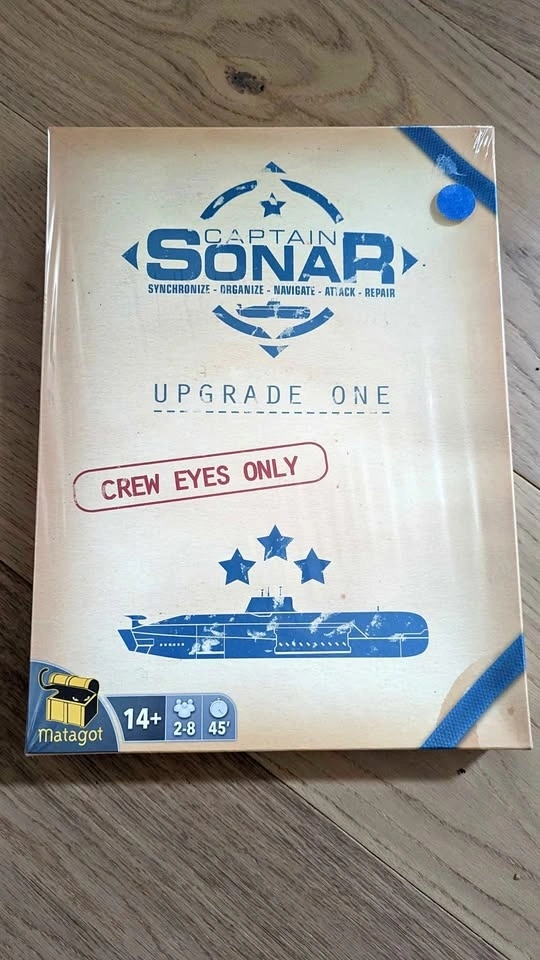 CAPTAIN
SONAR
SYNCHRONIZE - ORGANIZE - NAVIGATE - ATTACK - REPAIR
UPGRADE ONE
CREW EYES ONLY
matagot
14+
2-8
45'